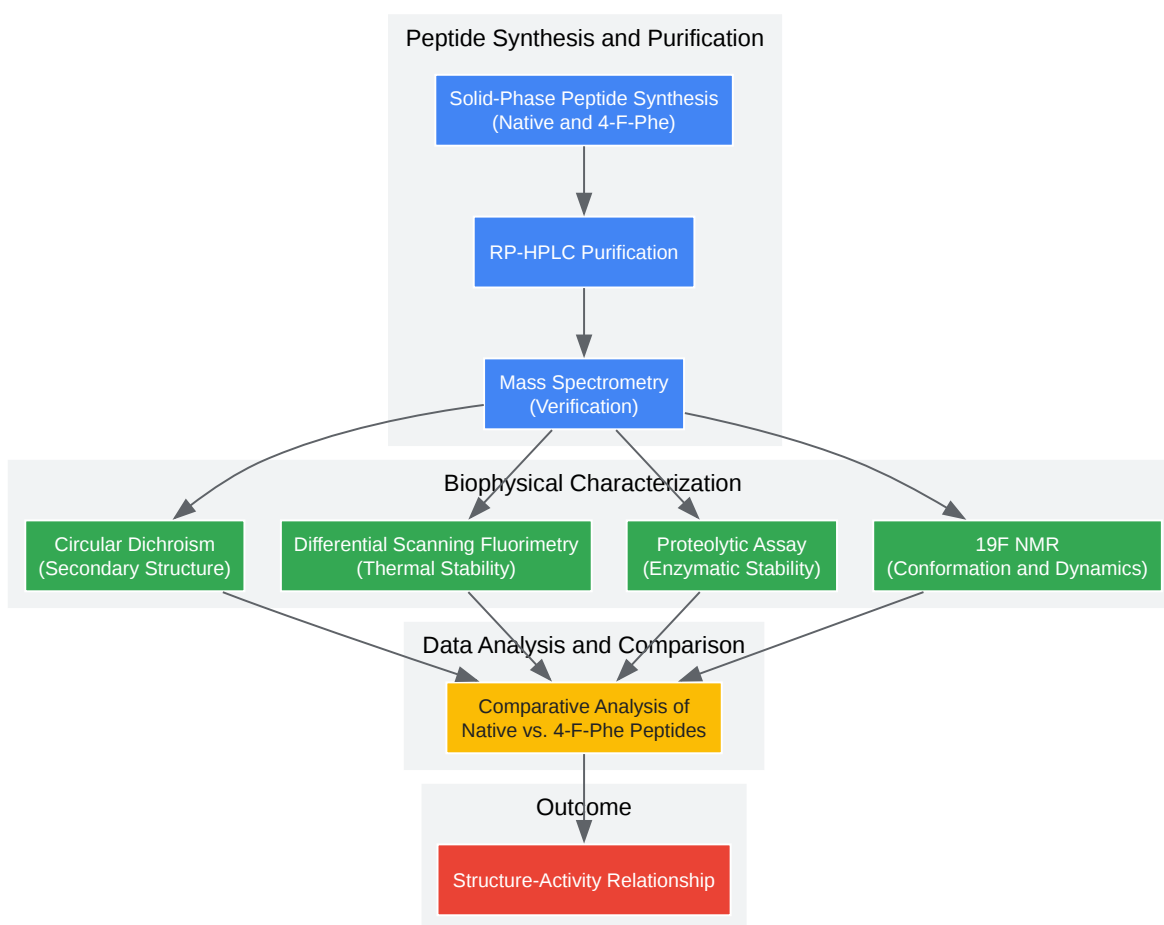 Peptide Synthesis and Purification
Solid-Phase Peptide Synthesis
(Native and 4-F-Phe)
RP-HPLC Purification
Mass Spectrometry
(Verification)
Biophysical Characterization
Circular Dichroism
(Secondary Structure)
Differential Scanning Fluorimetry
(Thermal Stability)
Proteolytic Assay
(Enzymatic Stability)
19F NMR
(Conformation and Dynamics)
Data Analysis and Comparison
Comparative Analysis of
Native vs. 4-F-Phe Peptides
Outcome
Structure-Activity Relationship